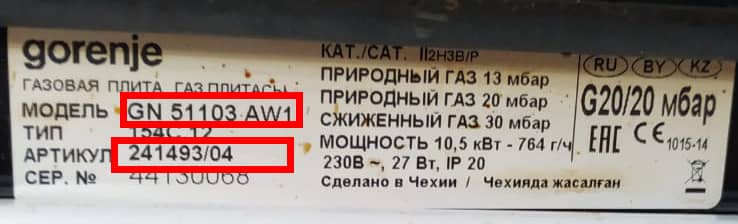 gorenje
ГАЗОВАЯ ПЛИТА ГАЗ ПЛИТАСЫ
МОДЕЛЬ GN 51103 AW1
ТИП 154C.12
АРТИКУЛ 241493/04
СЕР. № 44130068
КАТ./CAT. II2H3B/P
ПРИРОДНЫЙ ГАЗ 13 мбар
ПРИРОДНЫЙ ГАЗ 20 мбар
СЖИЖЕННЫЙ ГАЗ 30 мбар
МОЩНОСТЬ 10,5 кВт - 764 г/ч
230В ~, 27 Вт, IP 20
Сделано в Чехии / Чехияда жасалған
RU BY KZ
G20/20 мбар
EAC CE 1015-14